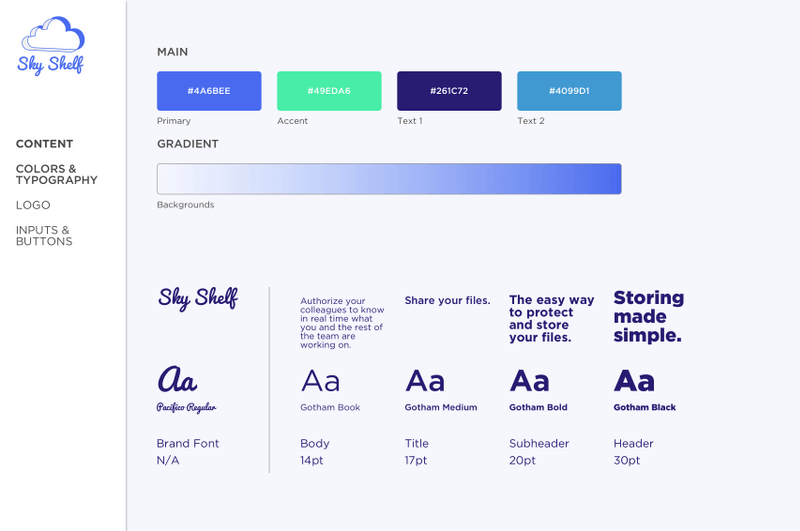 Sky Shelf
CONTENT
COLORS &
TYPOGRAPHY
LOGO
INPUTS &
BUTTONS
MAIN
#4A6BEE
#49EDA6
#261C72
#4099D1
Primary
Accent
Text 1
Text 2
GRADIENT
Backgrounds
Sky Shelf
Authorize your
colleagues to know
in real time what
you and the rest of
the team are
working on.
Share your files.
The easy way
to protect
and store
your files.
Storing
made
simple.
Aa
Aa
Aa
Aa
Aa
Pacifico Regular
Gotham Book
Gotham Medium
Gotham Bold
Gotham Black
Brand Font
Body
Title
Subheader
Header
N/A
14pt
17pt
20pt
30pt